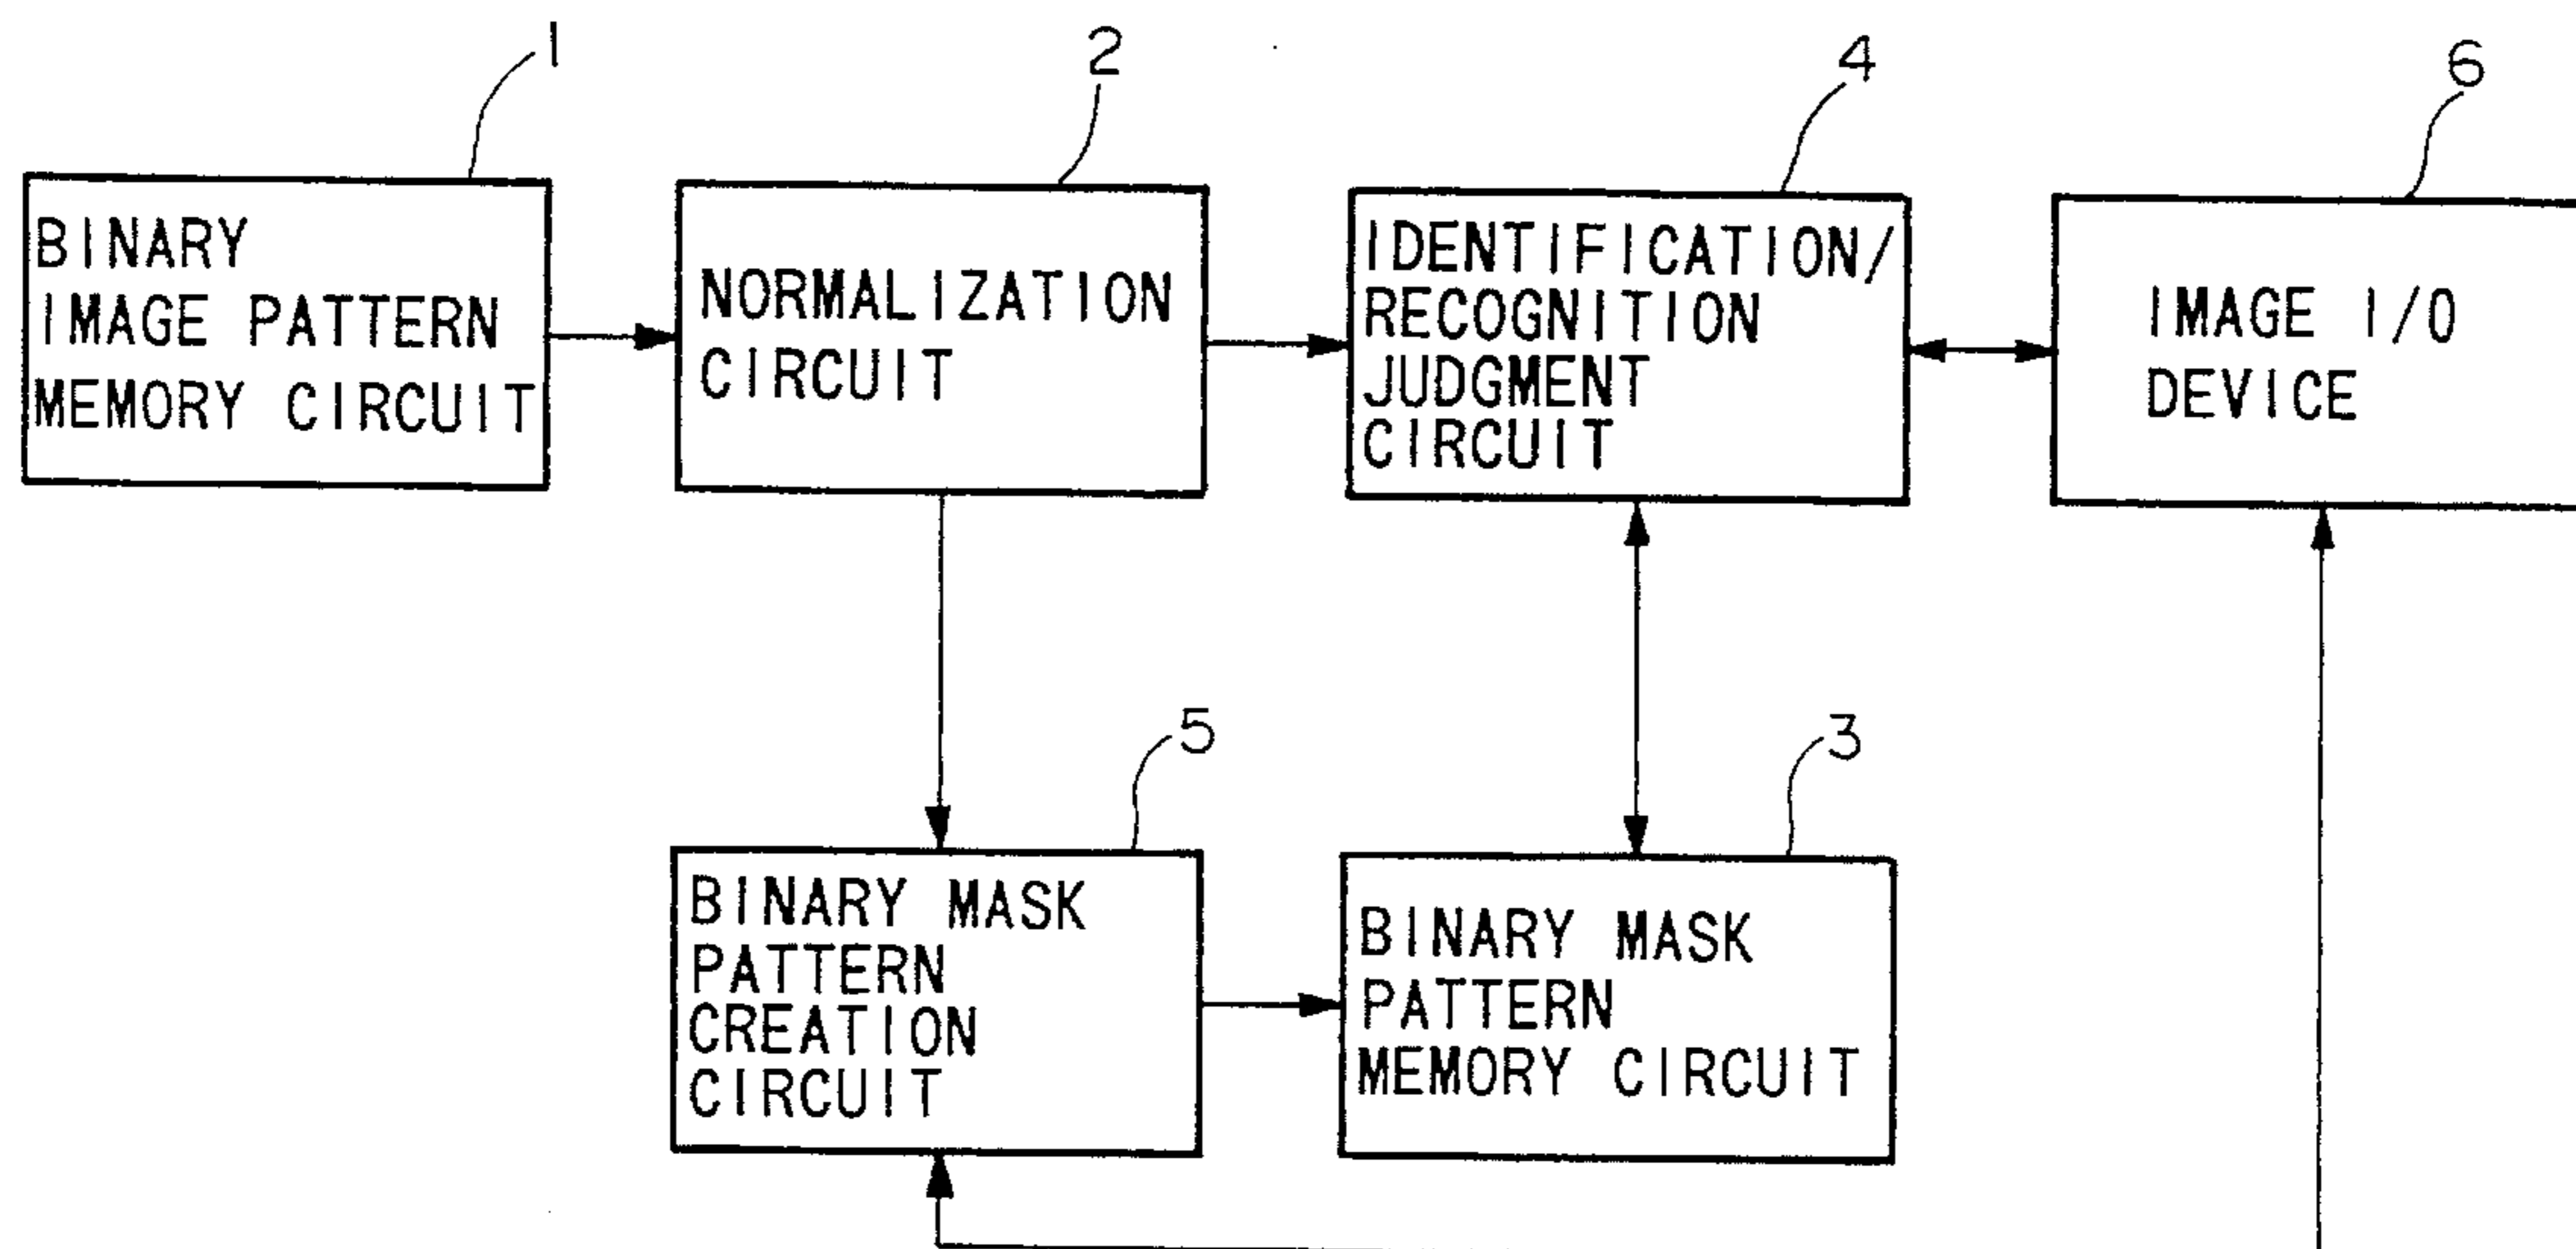 1
2
4
6
BINARY
IMAGE PATTERN
MEMORY CIRCUIT
NORMALIZATION
CIRCUIT
IDENTIFICATION/
RECOGNITION
JUDGMENT
CIRCUIT
IMAGE I/O
DEVICE
5
3
BINARY MASK
PATTERN
CREATION
CIRCUIT
BINARY MASK
PATTERN
MEMORY CIRCUIT